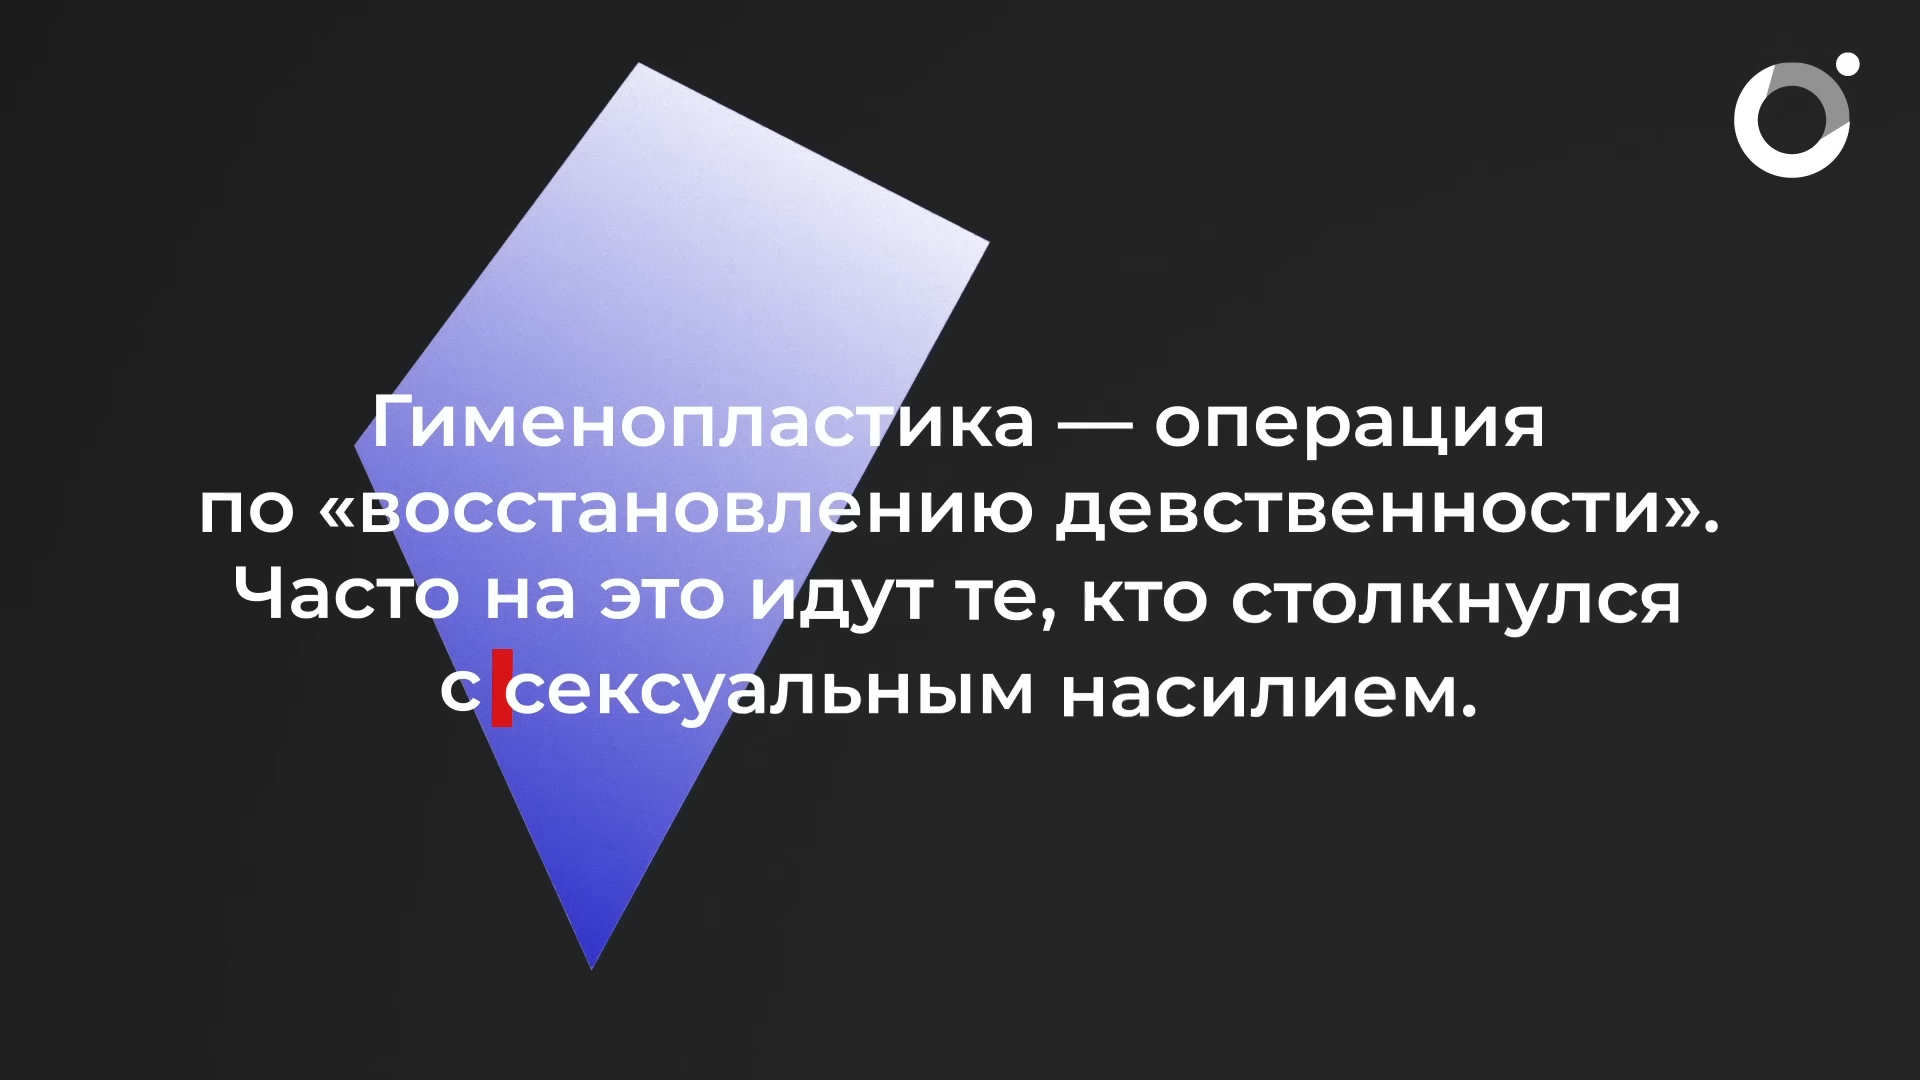 Гименопластика — операция
по «восстановлению девственности».
Часто на это идут те, кто столкнулся
с сексуальным насилием.